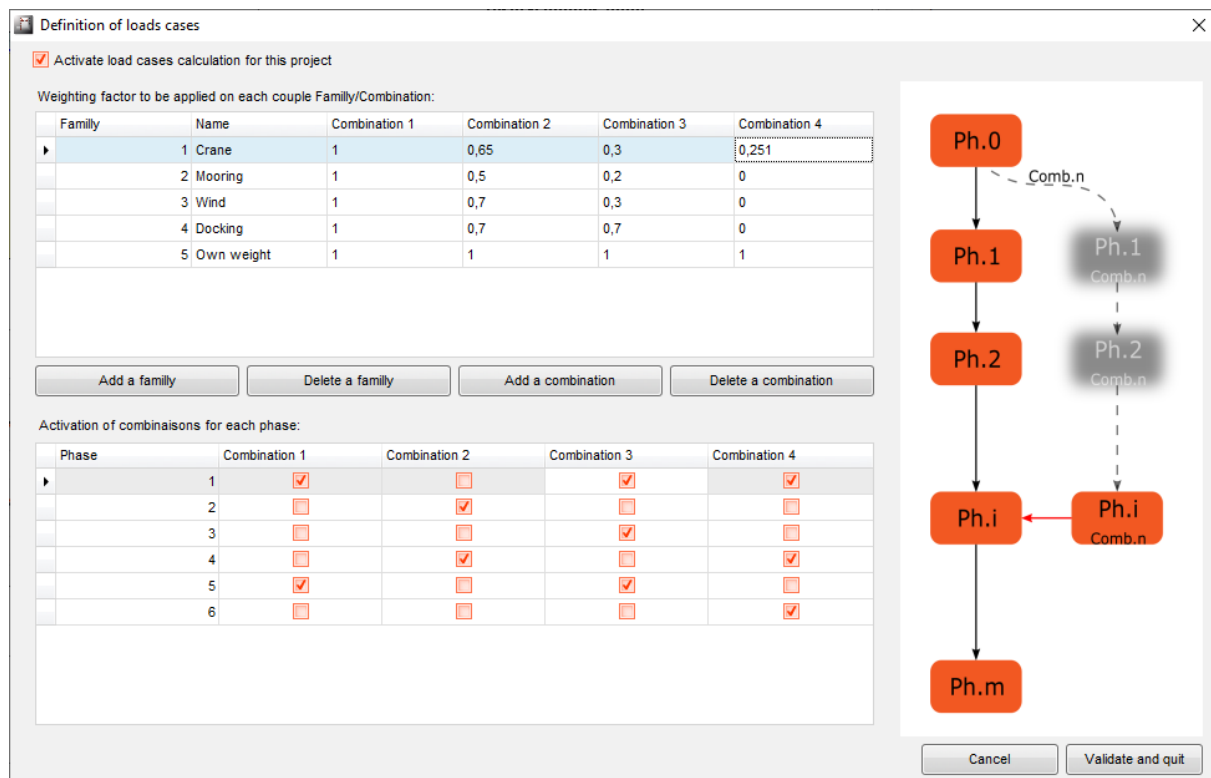 Definition of loads cases
Activate load cases calculation for this project
Weighting factor to be applied on each couple Familly/Combination:
Familly Name Combination 1 Combination 2 Combination 3 Combination 4
1 Crane 1 0,65 0,3 0,251
2 Mooring 1 0,5 0,2 0
3 Wind 1 0,7 0,3 0
4 Docking 1 0,7 0,7 0
5 Own weight 1 1 1 1
Add a familly Delete a familly Add a combination Delete a combination
Activation of combinaisons for each phase:
Phase Combination 1 Combination 2 Combination 3 Combination 4
1
2
3
4
5
6
Ph.0
Comb.n
Ph.1
Ph.1
Comb.n
Ph.2
Ph.2
Comb.n
Ph.i
Ph.i
Comb.n
Ph.m
Cancel Validate and quit